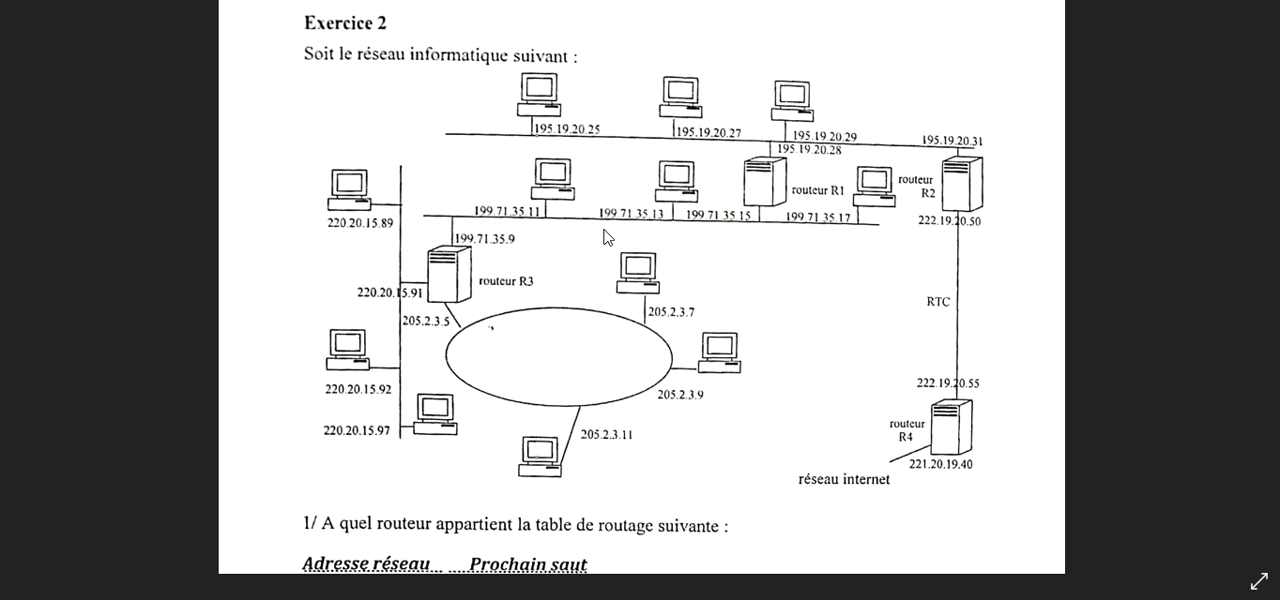 Exercice 2
Soit le réseau informatique suivant :
195.19.20.25
195.19.20.27
195.19.20.29
195.19.20.31
195.19.20.28
routeur R1
routeur
R2
199 71.35 11
199 71.35 13
199 71 35 15
199 71.35 17
222.19.20.50
220.20.15.89
199.71.35.9
routeur R3
220.20.15.91
205.2.3.5
205.2.3.7
RTC
220.20.15.92
205.2.3.9
222.19.20.55
220.20.15.97
205.2.3.11
routeur
R4
221.20.19.40
réseau internet
1/ A quel routeur appartient la table de routage suivante :
Adresse réseau Prochain saut